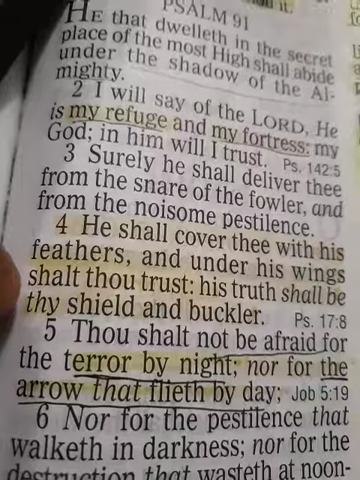 PSALM 91
HE that dwelleth in the secret
place of the most High shall abide
under the shadow of the Al-
mighty.
2 I will say of the LORD, He
is my refuge and my fortress: my
God; in him will I trust. Ps. 142:5
3 Surely he shall deliver thee
from the snare of the fowler, and
from the noisome pestilence.
4 He shall cover thee with his
feathers, and under his wings
shalt thou trust: his truth shall be
thy shield and buckler. Ps. 17:8
5 Thou shalt not be afraid for
the terror by night; nor for the
arrow that flieth by day; Job 5:19
6 Nor for the pestilence that
walketh in darkness; nor for the
destruction that wasteth at noon-